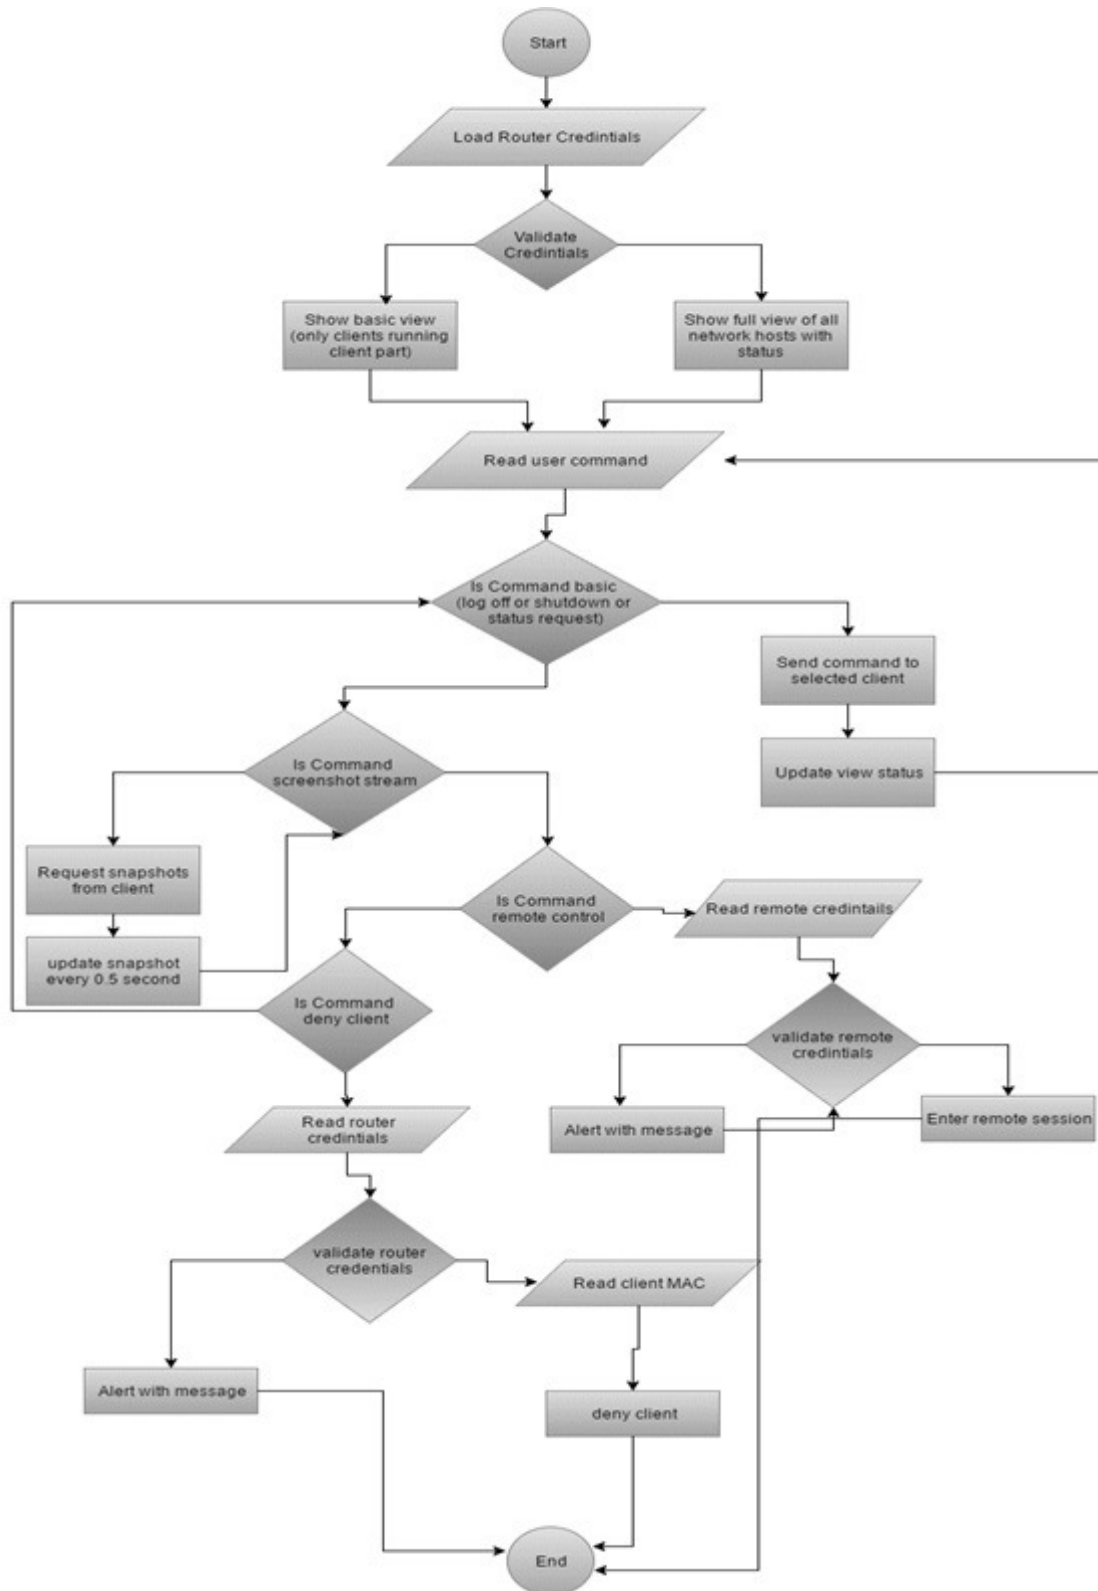 Start
Load Router Credintials
Validate
Credintials
Show basic view
(only clients running
client part)
Show full view of all
network hosts with
status
Read user command
Is Command basic
(log off or shutdown or
status request)
Send command to
selected client
Update view status
Is Command
screenshot stream
Request snapshots
from client
update snapshot
every 0.5 second
Is Command
remote control
Read remote credintails
Is Command
deny client
validate remote
credintials
Alert with message
Enter remote session
Read router
credintials
validate router
credentials
Read client MAC
Alert with message
deny client
End